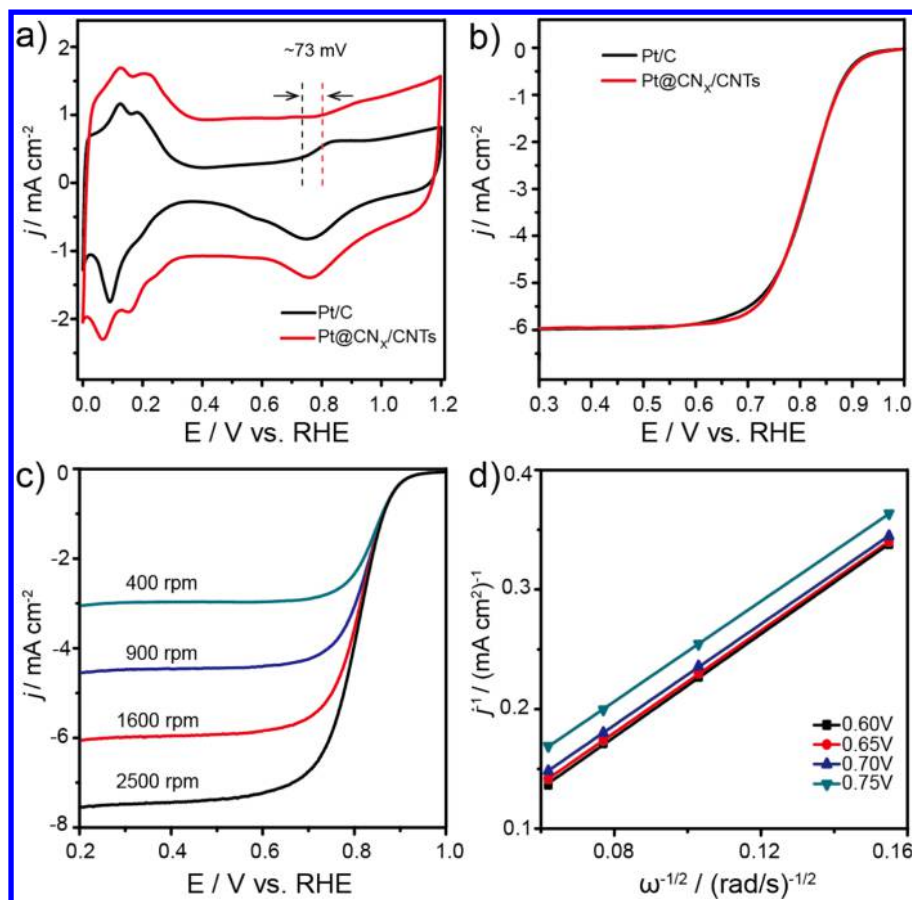 a)
~73 mV
2
1
0
-1
-2
j / mA cm⁻²
Pt/C
Pt@CNₓ/CNTs
0.0 0.2 0.4 0.6 0.8 1.0 1.2
E / V vs. RHE
b)
Pt/C
Pt@CNₓ/CNTs
0
-1
-2
-3
-4
-5
-6
j / mA cm⁻²
0.3 0.4 0.5 0.6 0.7 0.8 0.9 1.0
E / V vs. RHE
c)
0
-2
-4
-6
-8
j / mA cm⁻²
400 rpm
900 rpm
1600 rpm
2500 rpm
0.2 0.4 0.6 0.8 1.0
E / V vs. RHE
d)
0.4
0.3
0.2
0.1
j⁻¹ / (mA cm²)⁻¹
0.60V
0.65V
0.70V
0.75V
0.08 0.12 0.16
ω⁻¹/² / (rad/s)⁻¹/²